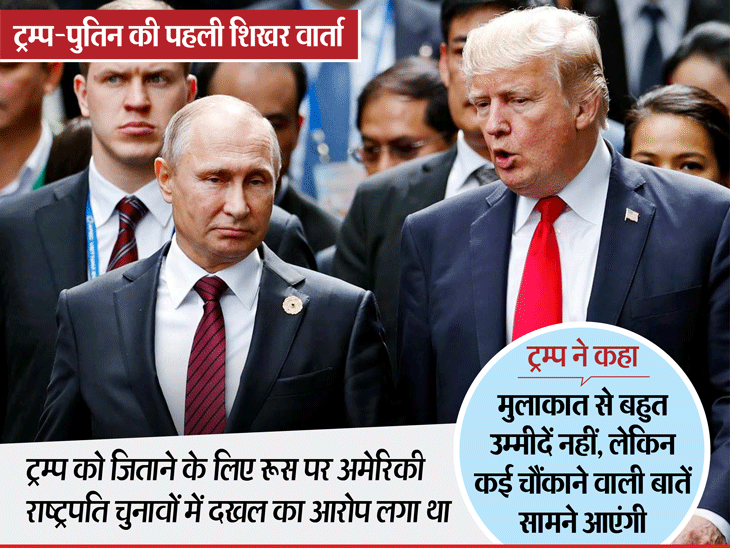 ट्रम्प-पुतिन की पहली शिखर वार्ता
ट्रम्प को जिताने के लिए रूस पर अमेरिकी
राष्ट्रपति चुनावों में दखल का आरोप लगा था
ट्रम्प ने कहा
मुलाकात से बहुत
उम्मीदें नहीं, लेकिन
कई चौंकाने वाली बातें
सामने आएंगी